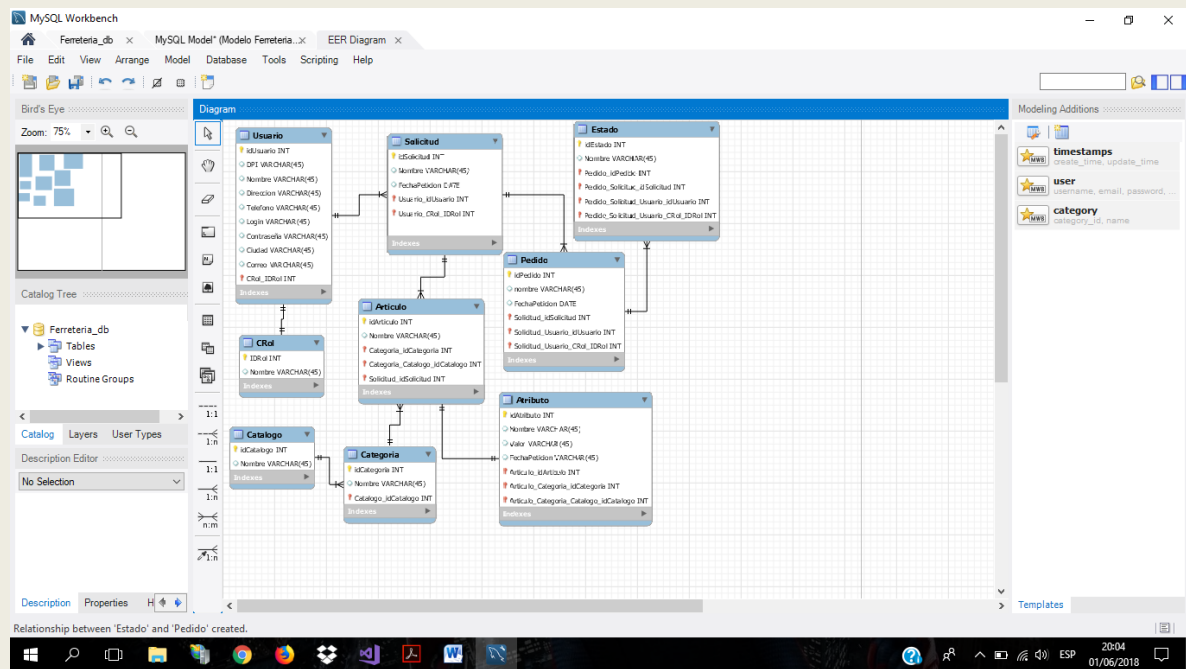 MySQL Workbench
Ferreteria_db × MySQL Model* (Modelo Ferreteria... × EER Diagram ×
File Edit View Arrange Model Database Tools Scripting Help
Bird's Eye
Zoom: 75%
Catalog Tree
Ferreteria_db
Tables
Views
Routine Groups
Catalog Layers User Types
Description Editor
No Selection
Description Properties H
Diagram
1:1
1:n
1:1
1:n
n:m
1:n
Usuario
idUsuario INT
DPI VARCHAR(45)
Nombre VARCHAR(45)
Direccion VARCHAR(45)
Telefono VARCHAR(45)
Login VARCHAR(45)
Contraseña VARCHAR(45)
Ciudad VARCHAR(45)
Correo VARCHAR(45)
CRol_IDRol INT
Indexes
Solicitud
idSolicitud INT
Nombre VARCHAR(45)
FechaPeticion DATE
Usuario_idUsuario INT
Usuario_CRol_IDRol INT
Indexes
Estado
idEstado INT
Nombre VARCHAR(45)
Pedido_idPedido INT
Pedido_Solicitud_idSolicitud INT
Pedido_Solicitud_Usuario_idUsuario INT
Pedido_Solicitud_Usuario_CRol_IDRol INT
Indexes
Pedido
idPedido INT
nombre VARCHAR(45)
FechaPeticion DATE
Solicitud_idSolicitud INT
Solicitud_Usuario_idUsuario INT
Solicitud_Usuario_CRol_IDRol INT
Indexes
Articulo
idArticulo INT
Nombre VARCHAR(45)
Categoria_idCategoria INT
Categoria_Catalogo_idCatalogo INT
Solicitud_idSolicitud INT
Indexes
CRol
IDRol INT
Nombre VARCHAR(45)
Indexes
Atributo
idAtributo INT
Nombre VARCHAR(45)
Valor VARCHAR(45)
FechaPeticion VARCHAR(45)
Articulo_idArticulo INT
Articulo_Categoria_idCategoria INT
Articulo_Categoria_Catalogo_idCatalogo INT
Indexes
Catalogo
idCatalogo INT
Nombre VARCHAR(45)
Indexes
Categoria
idCategoria INT
Nombre VARCHAR(45)
Catalogo_idCatalogo INT
Indexes
Modeling Additions
timestamps
create_time, update_time
user
username, email, password, ...
category
category_id, name
Templates
Relationship between 'Estado' and 'Pedido' created.
ESP
20:04
01/06/2018